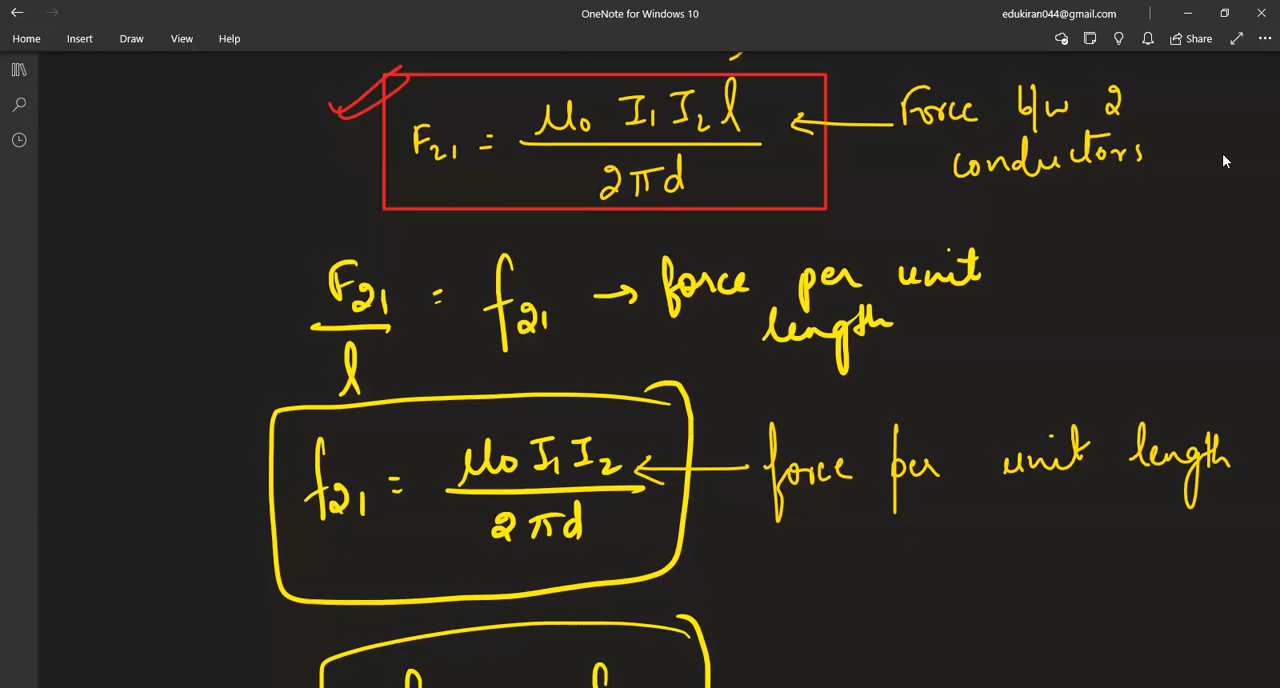 OneNote for Windows 10
edukiran044@gmail.com
Home Insert Draw View Help
Share
F₂₁ = μ₀ I₁ I₂ l / 2πd
Force b/w 2
conductors
F₂₁ / l = f₂₁ → force per unit
length
f₂₁ = μ₀ I₁ I₂ / 2πd ← force per unit length